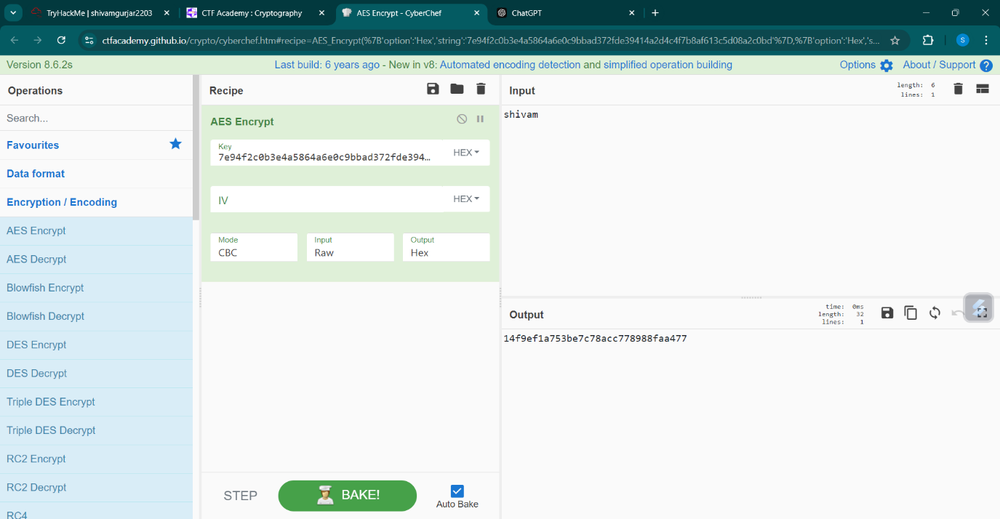 TryHackMe | shivamgurjar2203
CTF Academy : Cryptography
AES Encrypt - CyberChef
ChatGPT
ctfacademy.github.io/crypto/cyberchef.htm#recipe=AES_Encrypt(%7B'option':'Hex','string':'7e94f2c0b3e4a5864a6e0c9bbad372fde39414a2d4c4f7b8af613c5d08a2c0bd'%7D,%7B'option':'Hex','s...
S
Version 8.6.2s
Last build: 6 years ago - New in v8: Automated encoding detection and simplified operation building
Options
About / Support ?
Operations
Search...
Favourites
Data format
Encryption / Encoding
AES Encrypt
AES Decrypt
Blowfish Encrypt
Blowfish Decrypt
DES Encrypt
DES Decrypt
Triple DES Encrypt
Triple DES Decrypt
RC2 Encrypt
RC2 Decrypt
RC4
Recipe
AES Encrypt
Key
7e94f2c0b3e4a5864a6e0c9bbad372fde394…
HEX
IV
HEX
Mode
CBC
Input
Raw
Output
Hex
STEP
BAKE!
Auto Bake
Input
length: 6
lines: 1
shivam
Output
time: 0ms
length: 32
lines: 1
14f9ef1a753be7c78acc778988faa477